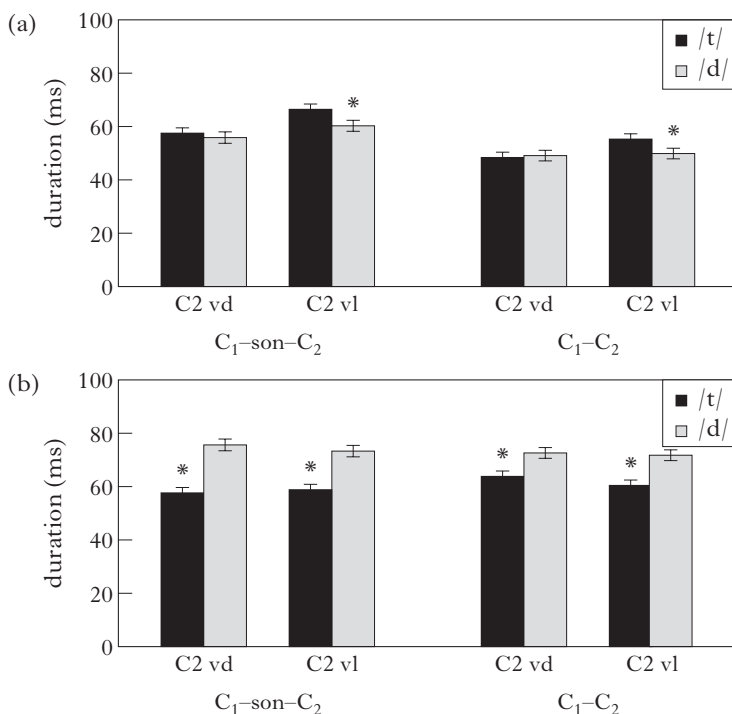 (a)
100
80
60
40
20
0
duration (ms)
/t/
/d/
*
*
C2 vd C2 vl C2 vd C2 vl
C₁–son–C₂ C₁–C₂
(b)
100
80
60
40
20
0
duration (ms)
/t/
/d/
* * * *
C2 vd C2 vl C2 vd C2 vl
C₁–son–C₂ C₁–C₂